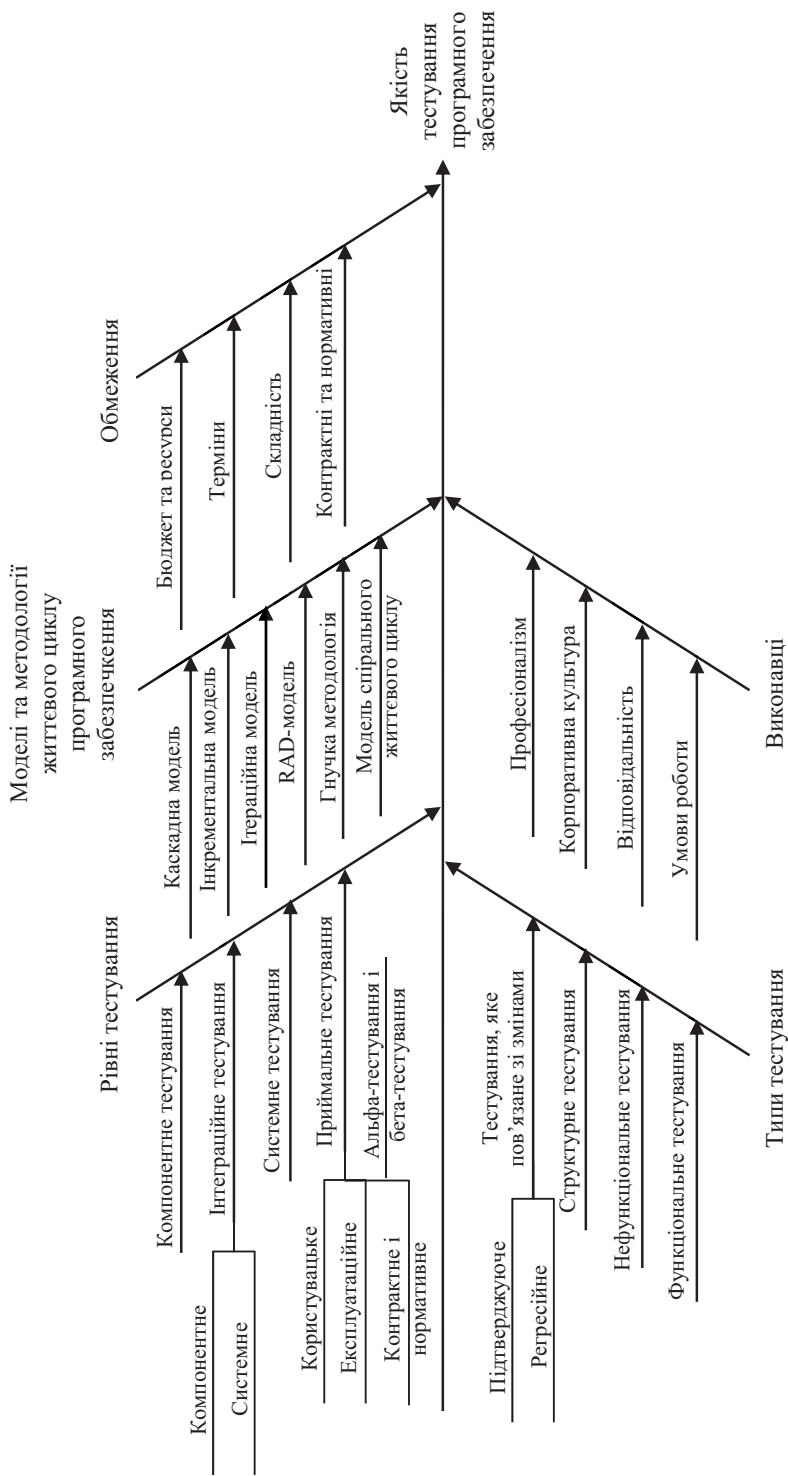 Рівні тестування
Компонентне тестування
Інтеграційне тестування
Компонентне
Системне
Системне тестування
Приймальне тестування
Користувацьке
Експлуатаційне
Контрактне і
нормативне
Альфа-тестування і
бета-тестування
Моделі та методології
життєвого циклу
програмного
забезпечкення
Каскадна модель
Інкрементальна модель
Ітераційна модель
RAD-модель
Гнучка методологія
Модель спірального
життєвого циклу
Обмеження
Бюджет та ресурси
Терміни
Складність
Контрактні та нормативні
Якість
тестування
програмного
забезпечення
Тестування, яке
пов’язане зі змінами
Підтверджуюче
Регресійне
Структурне тестування
Нефункціональне тестування
Функціональне тестування
Типи тестування
Професіоналізм
Корпоративна культура
Відповідальність
Умови роботи
Виконавці